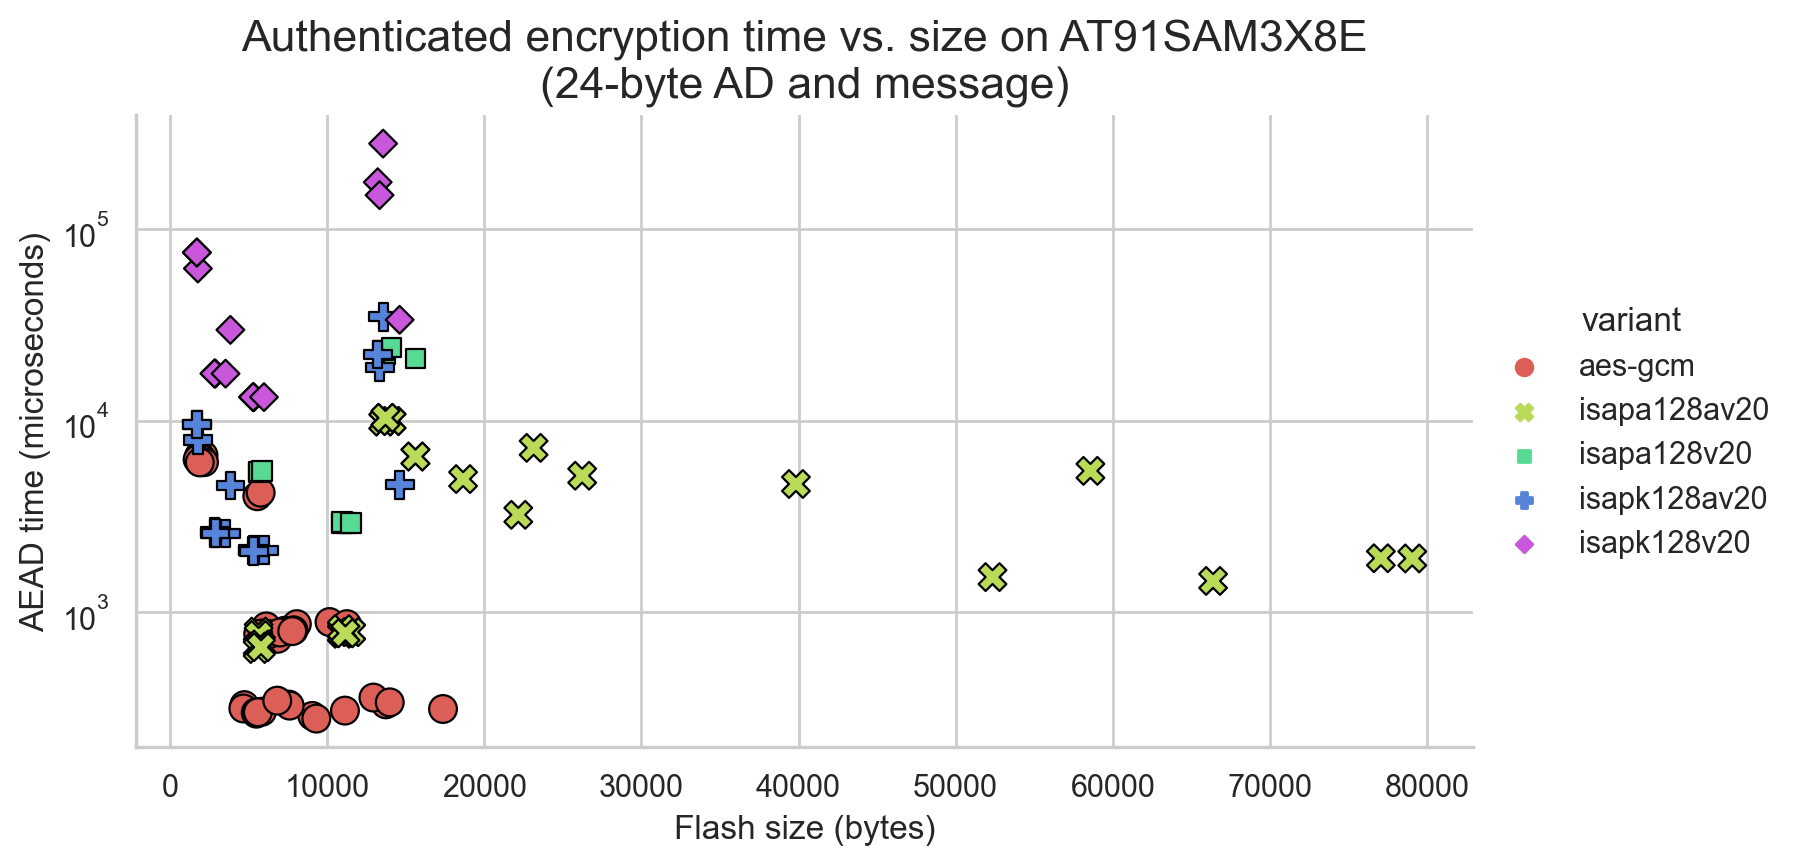 Authenticated encryption time vs. size on AT91SAM3X8E
(24-byte AD and message)
AEAD time (microseconds)
10^5
10^4
10^3
0 10000 20000 30000 40000 50000 60000 70000 80000
Flash size (bytes)
variant
aes-gcm
isapa128av20
isapa128v20
isapk128av20
isapk128v20